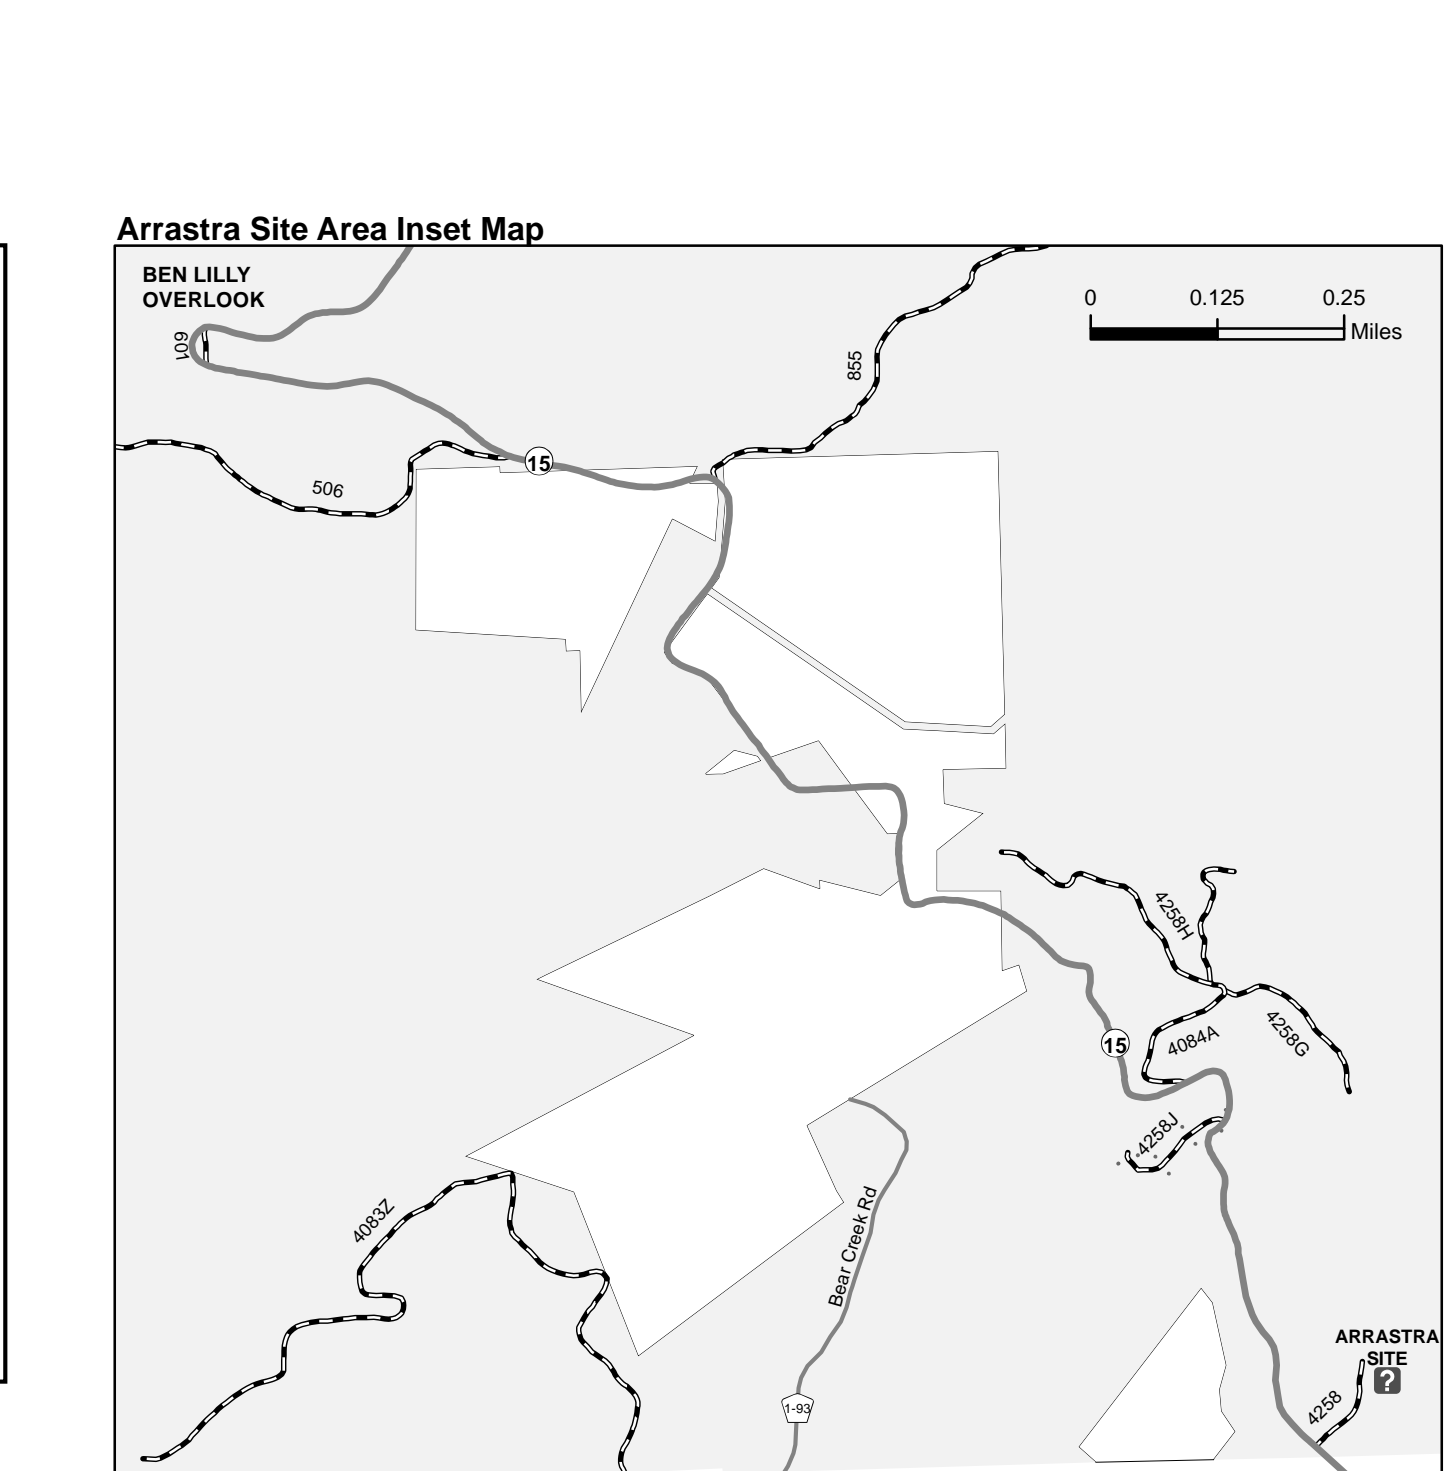 Arrastra Site Area Inset Map
BEN LILLY
OVERLOOK
0 0.125 0.25
Miles
601
855
15
506
4258H
4258G
4084A
15
4258J
4083Z
Bear Creek Rd
ARRASTRA
SITE
?
4258
1-93